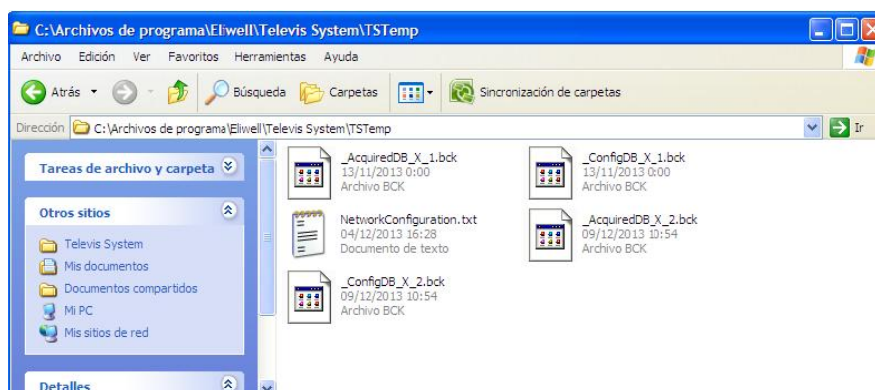 C:\Archivos de programa\Eliwell\Televis System\TSTemp
Archivo Edición Ver Favoritos Herramientas Ayuda
Atrás Búsqueda Carpetas Sincronización de carpetas
Dirección C:\Archivos de programa\Eliwell\Televis System\TSTemp Ir
Tareas de archivo y carpeta
Otros sitios
Televis System
Mis documentos
Documentos compartidos
Mi PC
Mis sitios de red
Detalles
_AcquiredDB_X_1.bck
13/11/2013 0:00
Archivo BCK
_ConfigDB_X_1.bck
13/11/2013 0:00
Archivo BCK
NetworkConfiguration.txt
04/12/2013 16:28
Documento de texto
_AcquiredDB_X_2.bck
09/12/2013 10:54
Archivo BCK
_ConfigDB_X_2.bck
09/12/2013 10:54
Archivo BCK